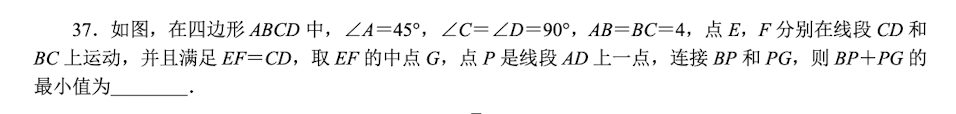 37．如图，在四边形 ABCD 中，∠A＝45°，∠C＝∠D＝90°，AB＝BC＝4，点 E，F 分别在线段 CD 和
BC 上运动，并且满足 EF＝CD，取 EF 的中点 G，点 P 是线段 AD 上一点，连接 BP 和 PG，则 BP＋PG 的
最小值为________．